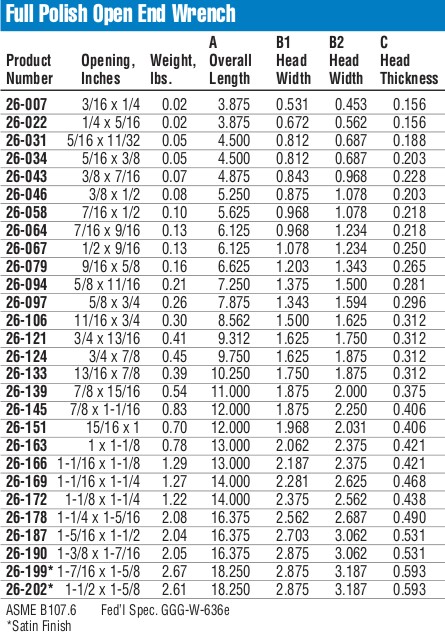 Full Polish Open End Wrench
A B1 B2 C
Product Opening, Weight, Overall Head Head Head
Number Inches lbs. Length Width Width Thickness
26-007 3/16 x 1/4 0.02 3.875 0.531 0.453 0.156
26-022 1/4 x 5/16 0.02 3.875 0.672 0.562 0.156
26-031 5/16 x 11/32 0.05 4.500 0.812 0.687 0.188
26-034 5/16 x 3/8 0.05 4.500 0.812 0.687 0.203
26-043 3/8 x 7/16 0.07 4.875 0.843 0.968 0.228
26-046 3/8 x 1/2 0.08 5.250 0.875 1.078 0.203
26-058 7/16 x 1/2 0.10 5.625 0.968 1.078 0.218
26-064 7/16 x 9/16 0.13 6.125 0.968 1.234 0.218
26-067 1/2 x 9/16 0.13 6.125 1.078 1.234 0.250
26-079 9/16 x 5/8 0.16 6.625 1.203 1.343 0.265
26-094 5/8 x 11/16 0.21 7.250 1.375 1.500 0.281
26-097 5/8 x 3/4 0.26 7.875 1.343 1.594 0.296
26-106 11/16 x 3/4 0.30 8.562 1.500 1.625 0.312
26-121 3/4 x 13/16 0.41 9.312 1.625 1.750 0.312
26-124 3/4 x 7/8 0.45 9.750 1.625 1.875 0.312
26-133 13/16 x 7/8 0.39 10.250 1.750 1.875 0.312
26-139 7/8 x 15/16 0.54 11.000 1.875 2.000 0.375
26-145 7/8 x 1-1/16 0.83 12.000 1.875 2.250 0.406
26-151 15/16 x 1 0.70 12.000 1.968 2.031 0.406
26-163 1 x 1-1/8 0.78 13.000 2.062 2.375 0.421
26-166 1-1/16 x 1-1/8 1.29 13.000 2.187 2.375 0.421
26-169 1-1/16 x 1-1/4 1.27 14.000 2.281 2.625 0.468
26-172 1-1/8 x 1-1/4 1.22 14.000 2.375 2.562 0.438
26-178 1-1/4 x 1-5/16 2.08 16.375 2.562 2.687 0.490
26-187 1-5/16 x 1-1/2 2.04 16.375 2.703 3.062 0.531
26-190 1-3/8 x 1-7/16 2.05 16.375 2.875 3.062 0.531
26-199* 1-7/16 x 1-5/8 2.67 18.250 2.875 3.187 0.593
26-202* 1-1/2 x 1-5/8 2.61 18.250 2.875 3.187 0.593
ASME B107.6 Fed'l Spec. GGG-W-636e
*Satin Finish